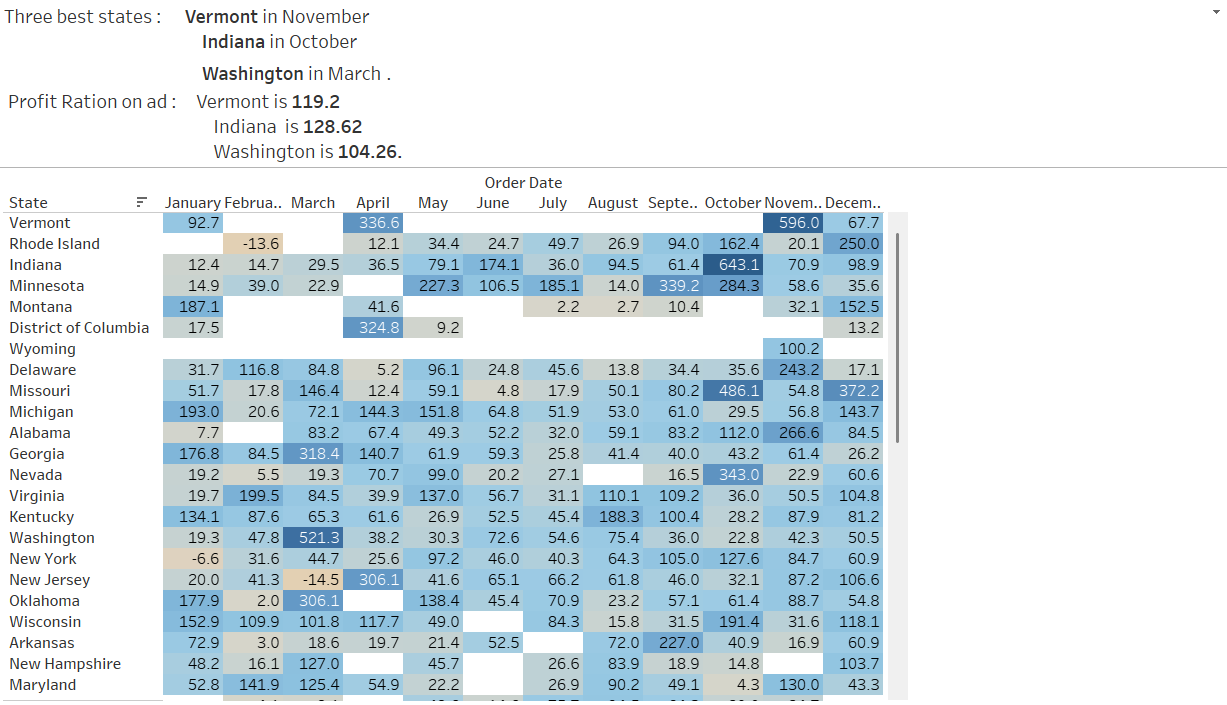 Three best states : Vermont in November
Indiana in October
Washington in March .
Profit Ration on ad : Vermont is 119.2
Indiana is 128.62
Washington is 104.26.
Order Date
State January Februa.. March April May June July August Septe.. October Novem.. Decem..
Vermont 92.7 336.6 596.0 67.7
Rhode Island -13.6 12.1 34.4 24.7 49.7 26.9 94.0 162.4 20.1 250.0
Indiana 12.4 14.7 29.5 36.5 79.1 174.1 36.0 94.5 61.4 643.1 70.9 98.9
Minnesota 14.9 39.0 22.9 227.3 106.5 185.1 14.0 339.2 284.3 58.6 35.6
Montana 187.1 41.6 2.2 2.7 10.4 32.1 152.5
District of Columbia 17.5 324.8 9.2 13.2
Wyoming 100.2
Delaware 31.7 116.8 84.8 5.2 96.1 24.8 45.6 13.8 34.4 35.6 243.2 17.1
Missouri 51.7 17.8 146.4 12.4 59.1 4.8 17.9 50.1 80.2 486.1 54.8 372.2
Michigan 193.0 20.6 72.1 144.3 151.8 64.8 51.9 53.0 61.0 29.5 56.8 143.7
Alabama 7.7 83.2 67.4 49.3 52.2 32.0 59.1 83.2 112.0 266.6 84.5
Georgia 176.8 84.5 318.4 140.7 61.9 59.3 25.8 41.4 40.0 43.2 61.4 26.2
Nevada 19.2 5.5 19.3 70.7 99.0 20.2 27.1 16.5 343.0 22.9 60.6
Virginia 19.7 199.5 84.5 39.9 137.0 56.7 31.1 110.1 109.2 36.0 50.5 104.8
Kentucky 134.1 87.6 65.3 61.6 26.9 52.5 45.4 188.3 100.4 28.2 87.9 81.2
Washington 19.3 47.8 521.3 38.2 30.3 72.6 54.6 75.4 36.0 22.8 42.3 50.5
New York -6.6 31.6 44.7 25.6 97.2 46.0 40.3 64.3 105.0 127.6 84.7 60.9
New Jersey 20.0 41.3 -14.5 306.1 41.6 65.1 66.2 61.8 46.0 32.1 87.2 106.6
Oklahoma 177.9 2.0 306.1 138.4 45.4 70.9 23.2 57.1 61.4 88.7 54.8
Wisconsin 152.9 109.9 101.8 117.7 49.0 84.3 15.8 31.5 191.4 31.6 118.1
Arkansas 72.9 3.0 18.6 19.7 21.4 52.5 72.0 227.0 40.9 16.9 60.9
New Hampshire 48.2 16.1 127.0 45.7 26.6 83.9 18.9 14.8 103.7
Maryland 52.8 141.9 125.4 54.9 22.2 26.9 90.2 49.1 4.3 130.0 43.3